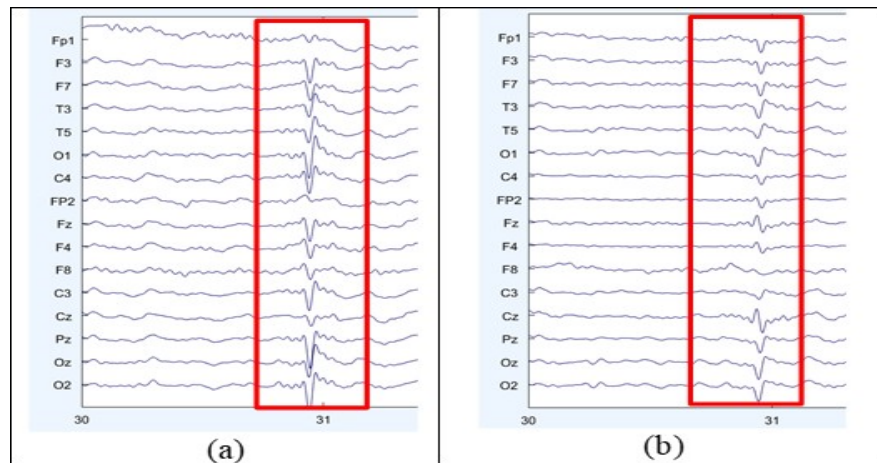 Fp1
F3
F7
T3
T5
O1
C4
FP2
Fz
F4
F8
C3
Cz
Pz
Oz
O2
30 31
(a)
Fp1
F3
F7
T3
T5
O1
C4
FP2
Fz
F4
F8
C3
Cz
Pz
Oz
O2
30 31
(b)